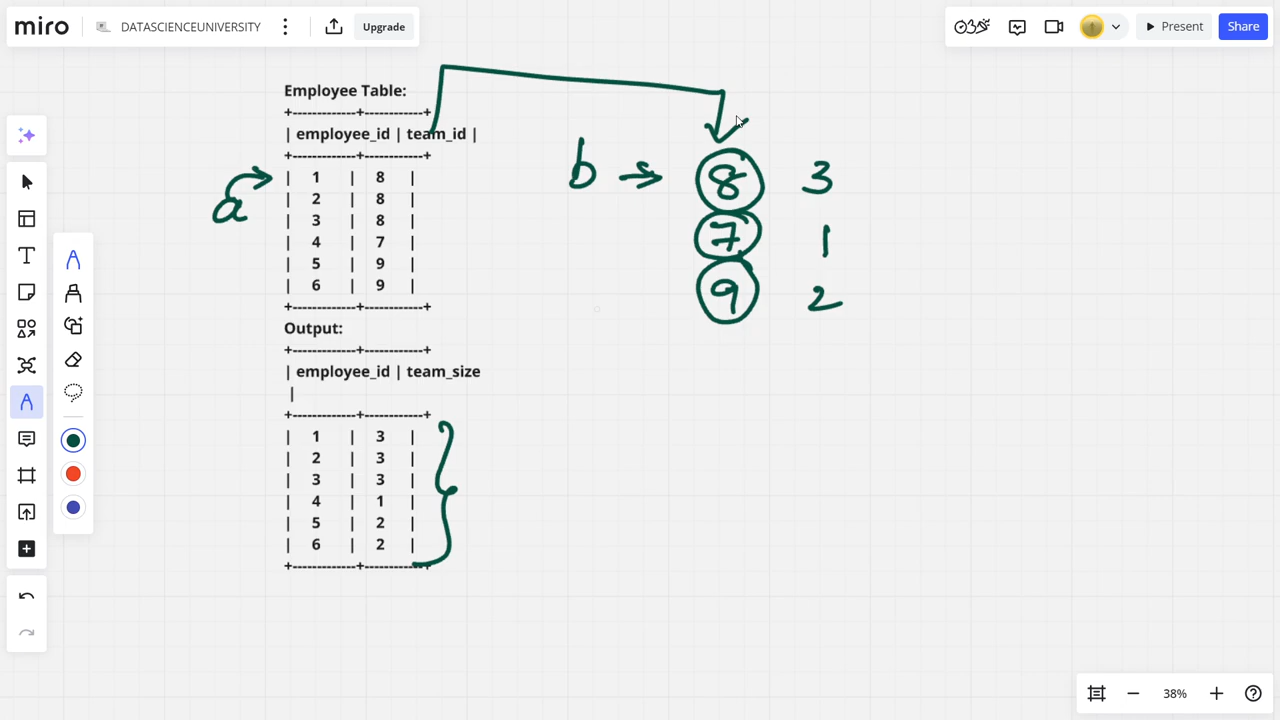 miro
DATASCIENCEUNIVERSITY
Upgrade
Present
Share
Employee Table:
+-------------+------------+
| employee_id | team_id |
+-------------+------------+
| 1 | 8 |
| 2 | 8 |
| 3 | 8 |
| 4 | 7 |
| 5 | 9 |
| 6 | 9 |
+-------------+------------+
Output:
+-------------+------------+
| employee_id | team_size
|
+-------------+------------+
| 1 | 3 |
| 2 | 3 |
| 3 | 3 |
| 4 | 1 |
| 5 | 2 |
| 6 | 2 |
+-------------+------------+
a
b → 8 3
7 1
9 2
38%